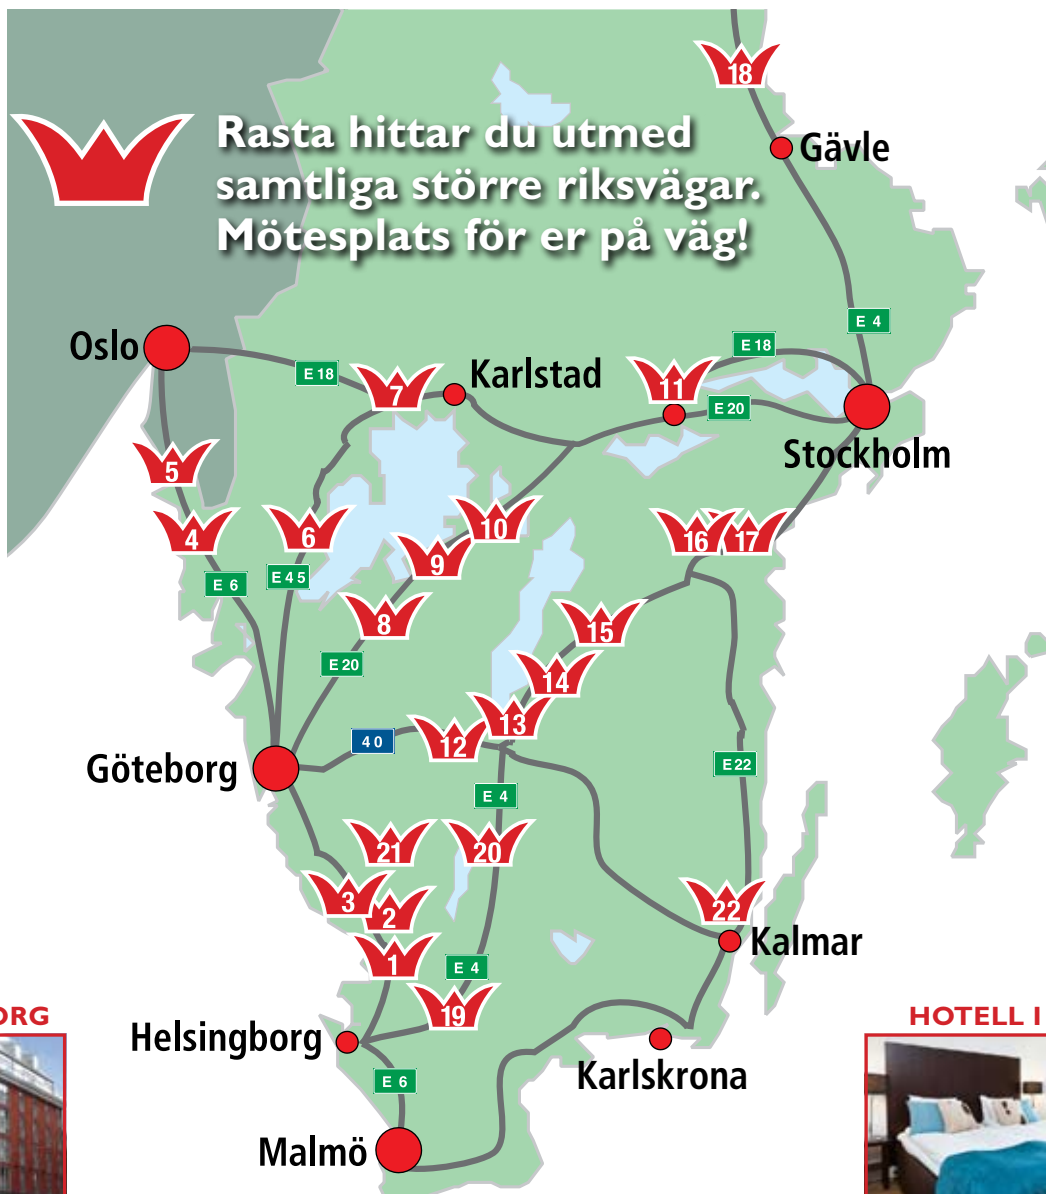 18
Rasta hittar du utmed
samtliga större riksvägar.
Mötesplats för er på väg!
Gävle
E 4
Oslo
E 18
7
Karlstad
11
E 18
E 20
Stockholm
5
4
6
10
9
16
17
E 6
E 45
8
15
E 20
14
13
12
40
Göteborg
E 22
E 4
21
20
3
2
22
1
Kalmar
E 4
19
ORG
HOTELL I
Helsingborg
Karlskrona
E 6
Malmö